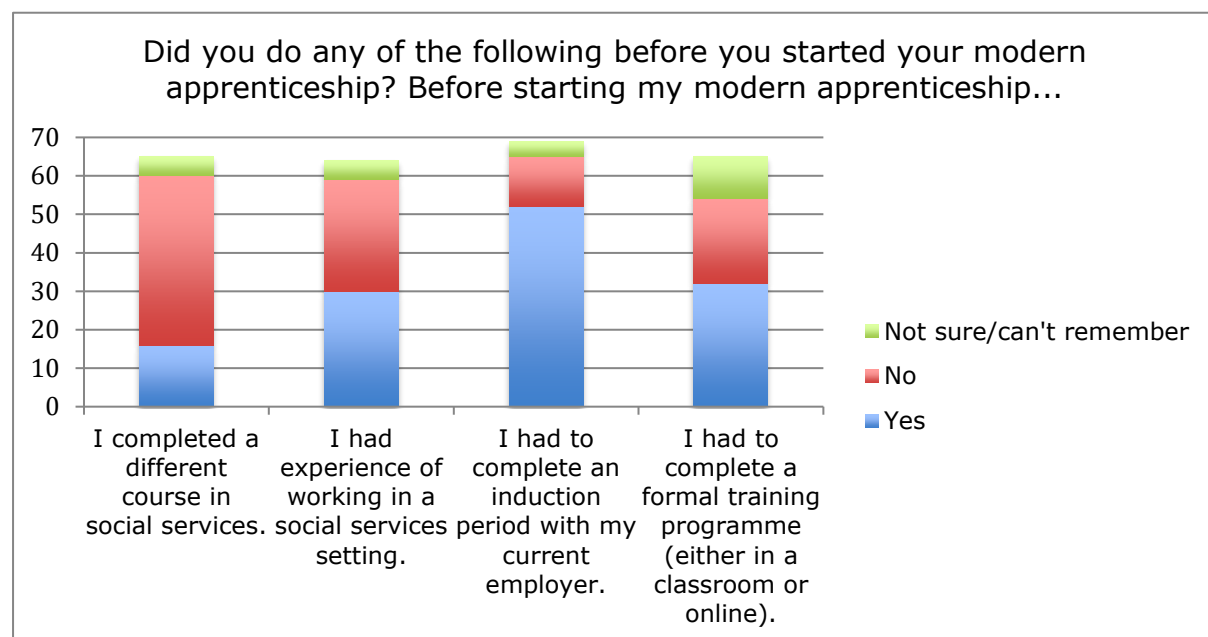 Did you do any of the following before you started your modern
apprenticeship? Before starting my modern apprenticeship...
70
60
50
40
30
20
10
0
I completed a
different
course in
social services.
I had
experience of
working in a
social services
setting.
I had to
complete an
induction
period with my
current
employer.
I had to
complete a
formal training
programme
(either in a
classroom or
online).
Not sure/can't remember
No
Yes